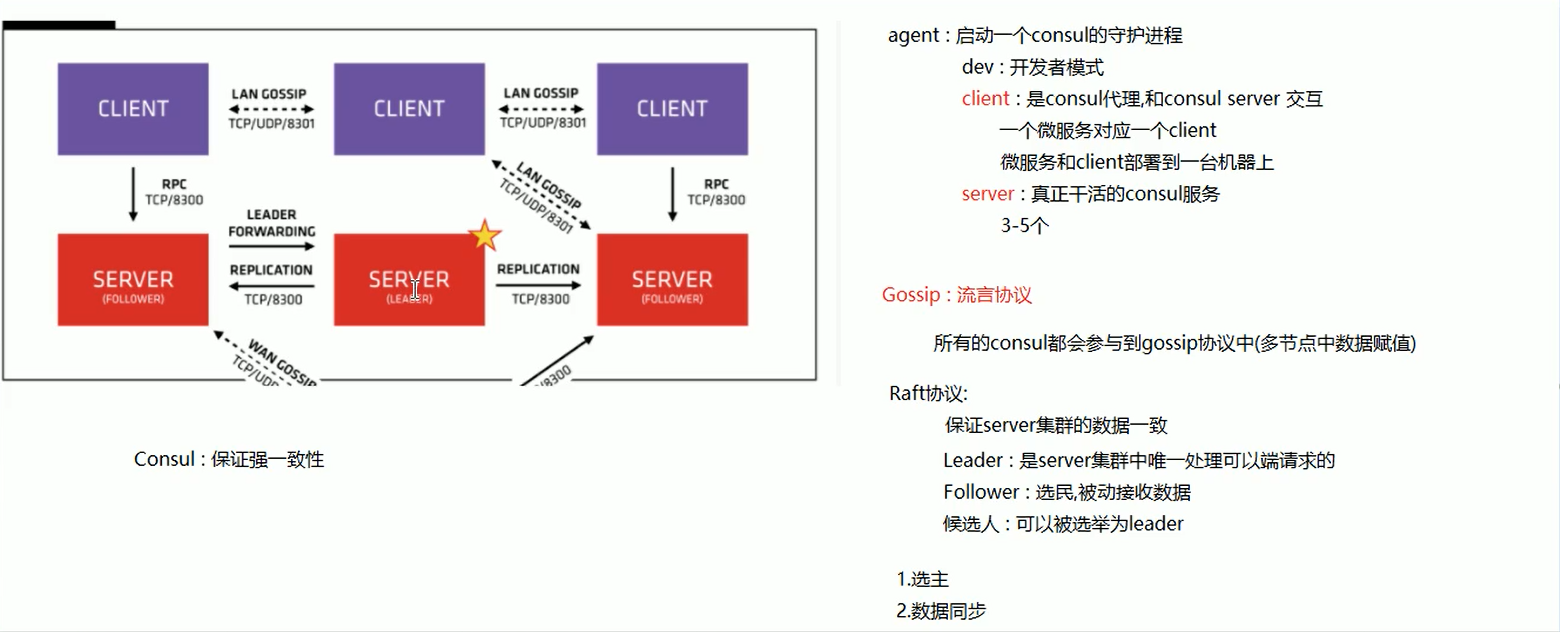 CLIENT
LAN GOSSIP
TCP/UDP/8301
CLIENT
LAN GOSSIP
TCP/UDP/8301
CLIENT
RPC
TCP/8300
LAN GOSSIP
TCP/UDP/8301
RPC
TCP/8300
LEADER
FORWARDING
SERVER
(FOLLOWER)
REPLICATION
TCP/8300
SERVER
(LEADER)
REPLICATION
TCP/8300
SERVER
(FOLLOWER)
WAN GOSSIP
TCP/UDP
/8300
Consul : 保证强一致性
agent : 启动一个consul的守护进程
dev : 开发者模式
client : 是consul代理,和consul server 交互
一个微服务对应一个client
微服务和client部署到一台机器上
server : 真正干活的consul服务
3-5个
Gossip : 流言协议
所有的consul都会参与到gossip协议中(多节点中数据赋值)
Raft协议:
保证server集群的数据一致
Leader : 是server集群中唯一处理可以端请求的
Follower : 选民,被动接收数据
候选人 : 可以被选举为leader
1.选主
2.数据同步